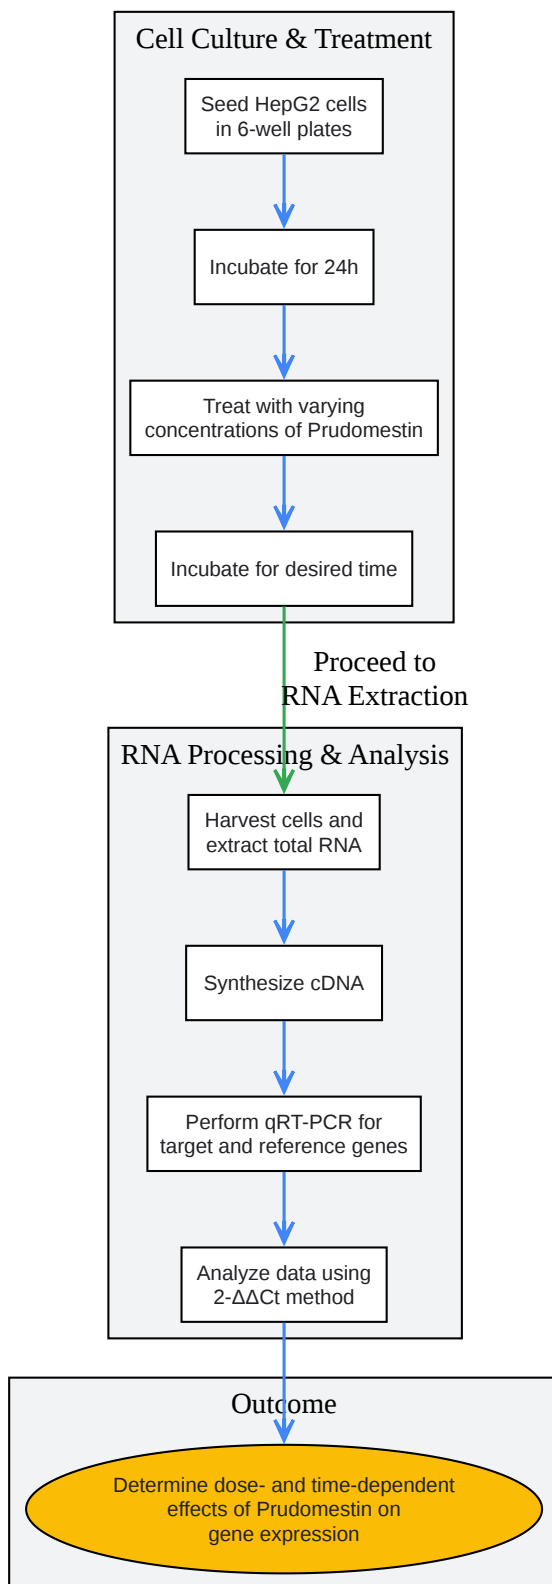 Cell Culture & Treatment
Seed HepG2 cells
in 6-well plates
Incubate for 24h
Treat with varying
concentrations of Prudomestin
Incubate for desired time
Proceed to
RNA Extraction
RNA Processing & Analysis
Harvest cells and
extract total RNA
Synthesize cDNA
Perform qRT-PCR for
target and reference genes
Analyze data using
2-ΔΔCt method
Outcome
Determine dose- and time-dependent
effects of Prudomestin on
gene expression